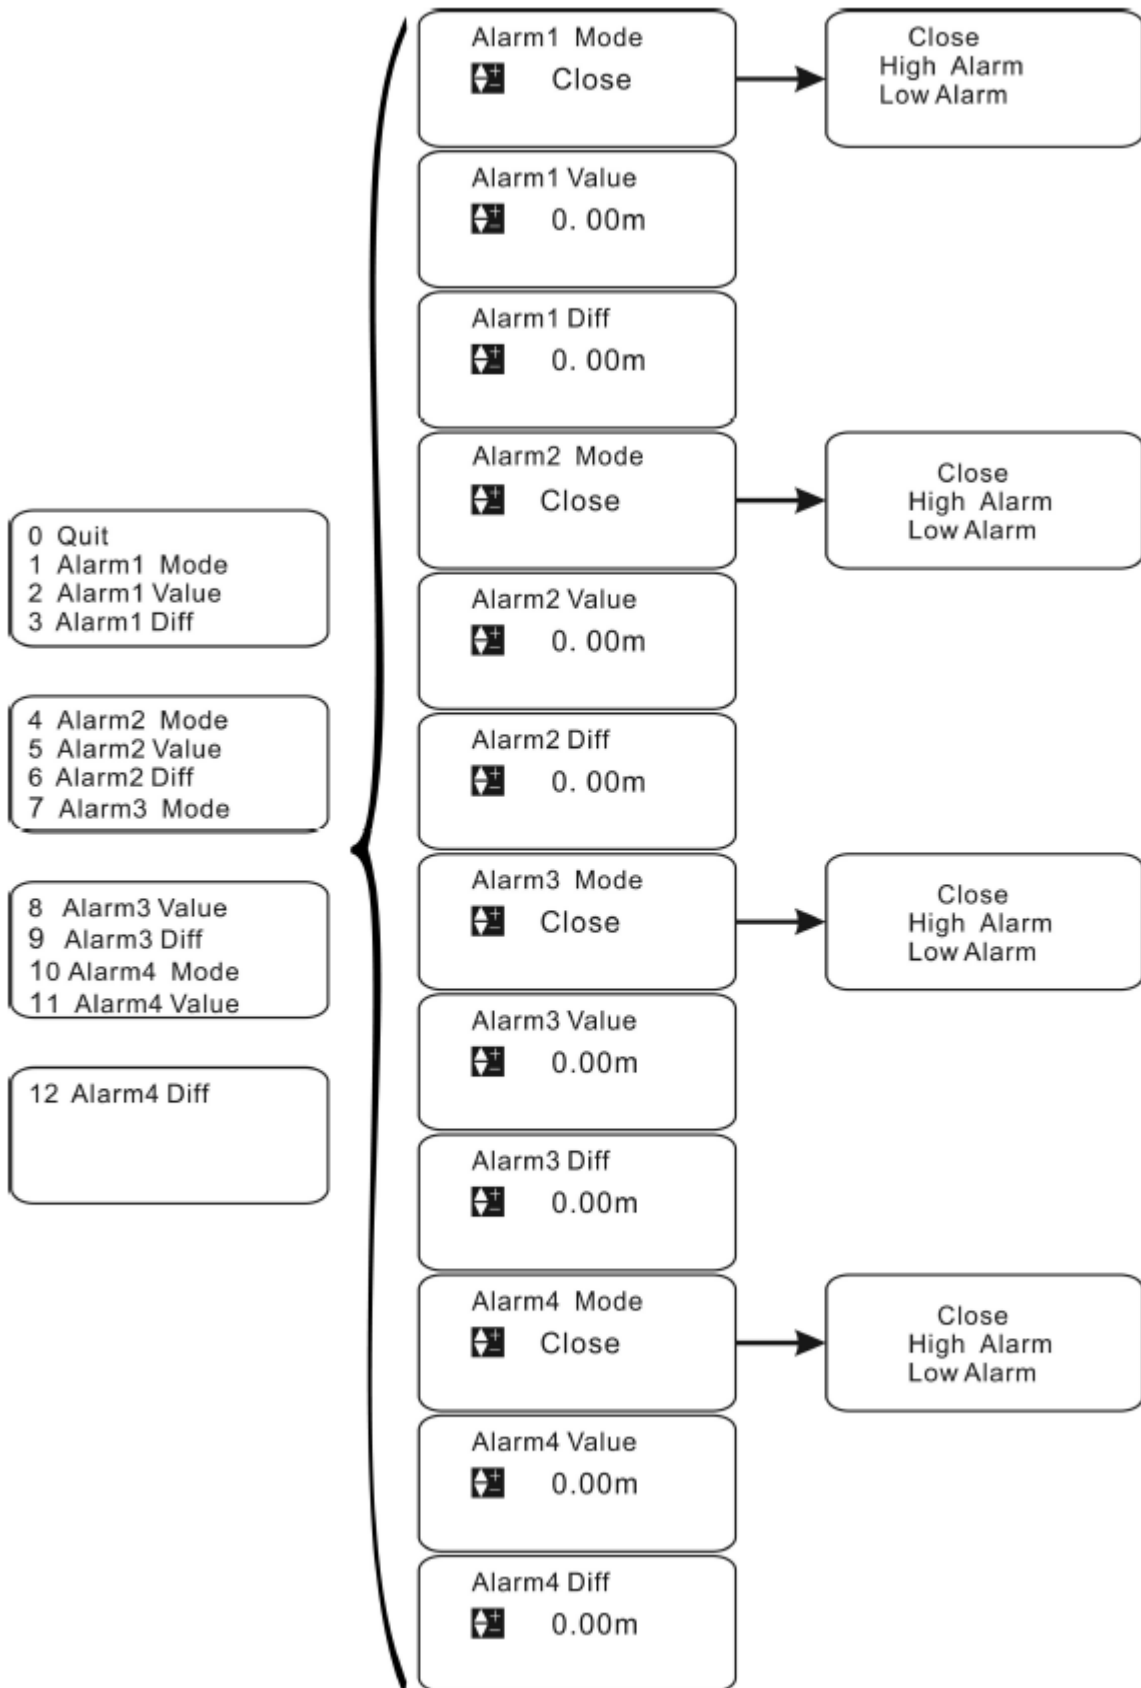 0 Quit
1 Alarm1 Mode
2 Alarm1 Value
3 Alarm1 Diff
4 Alarm2 Mode
5 Alarm2 Value
6 Alarm2 Diff
7 Alarm3 Mode
8 Alarm3 Value
9 Alarm3 Diff
10 Alarm4 Mode
11 Alarm4 Value
12 Alarm4 Diff
Alarm1 Mode
Close
Close
High Alarm
Low Alarm
Alarm1 Value
0. 00m
Alarm1 Diff
0. 00m
Alarm2 Mode
Close
Close
High Alarm
Low Alarm
Alarm2 Value
0. 00m
Alarm2 Diff
0. 00m
Alarm3 Mode
Close
Close
High Alarm
Low Alarm
Alarm3 Value
0.00m
Alarm3 Diff
0.00m
Alarm4 Mode
Close
Close
High Alarm
Low Alarm
Alarm4 Value
0.00m
Alarm4 Diff
0.00m